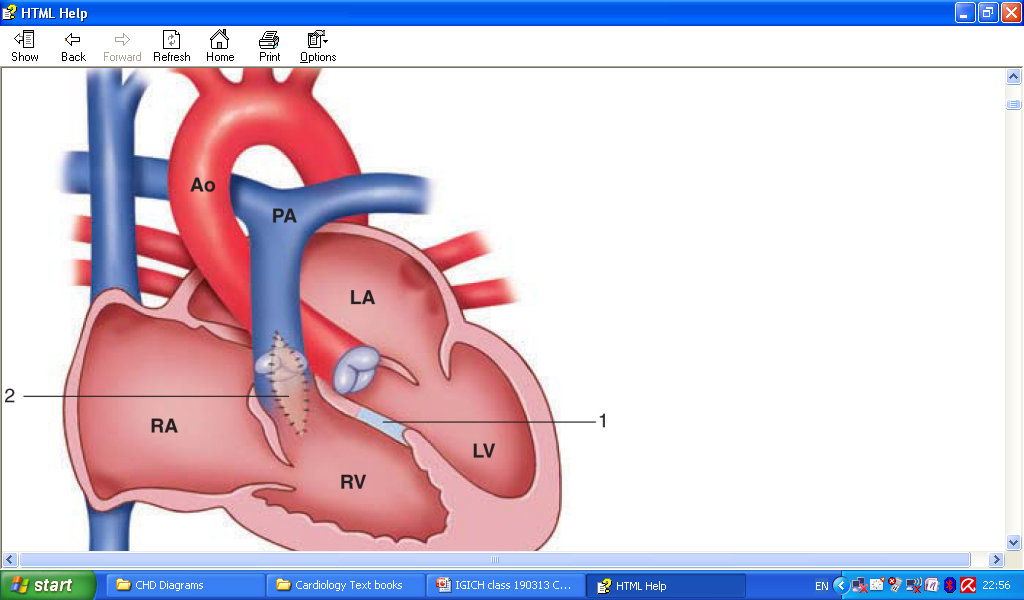 HTML Help
Show Back Forward Refresh Home Print Options
Ao
PA
LA
2
1
RA
LV
RV
start CHD Diagrams Cardiology Text books IGICH class 190313 C... HTML Help EN 22:56